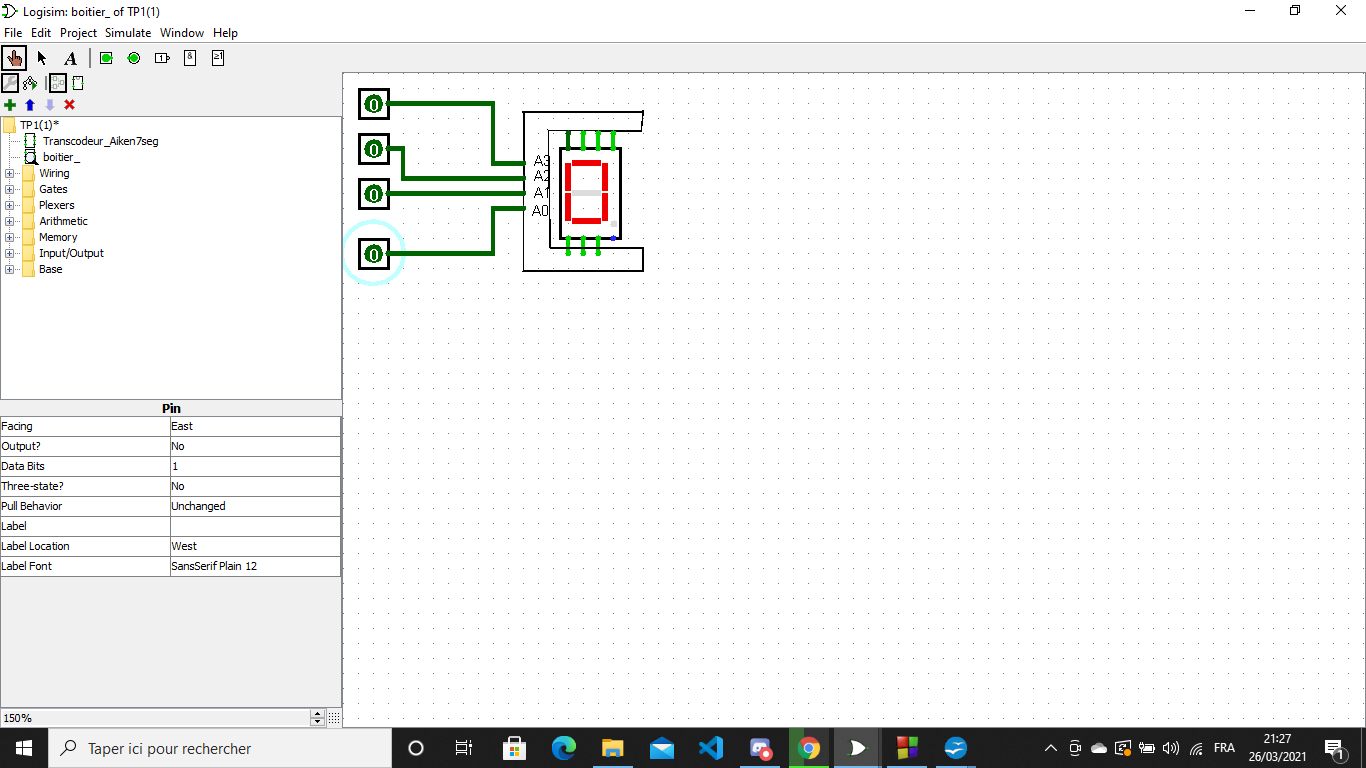 Logisim: boitier_ of TP1(1)
File Edit Project Simulate Window Help
A & ≥1
TP1(1)*
Transcodeur_Aiken7seg
boitier_
Wiring
Gates
Plexers
Arithmetic
Memory
Input/Output
Base
Pin
Facing East
Output? No
Data Bits 1
Three-state? No
Pull Behavior Unchanged
Label
Label Location West
Label Font SansSerif Plain 12
150%
0
0
0
0
A3
A2
A1
A0
Taper ici pour rechercher
FRA
21:27
26/03/2021
1